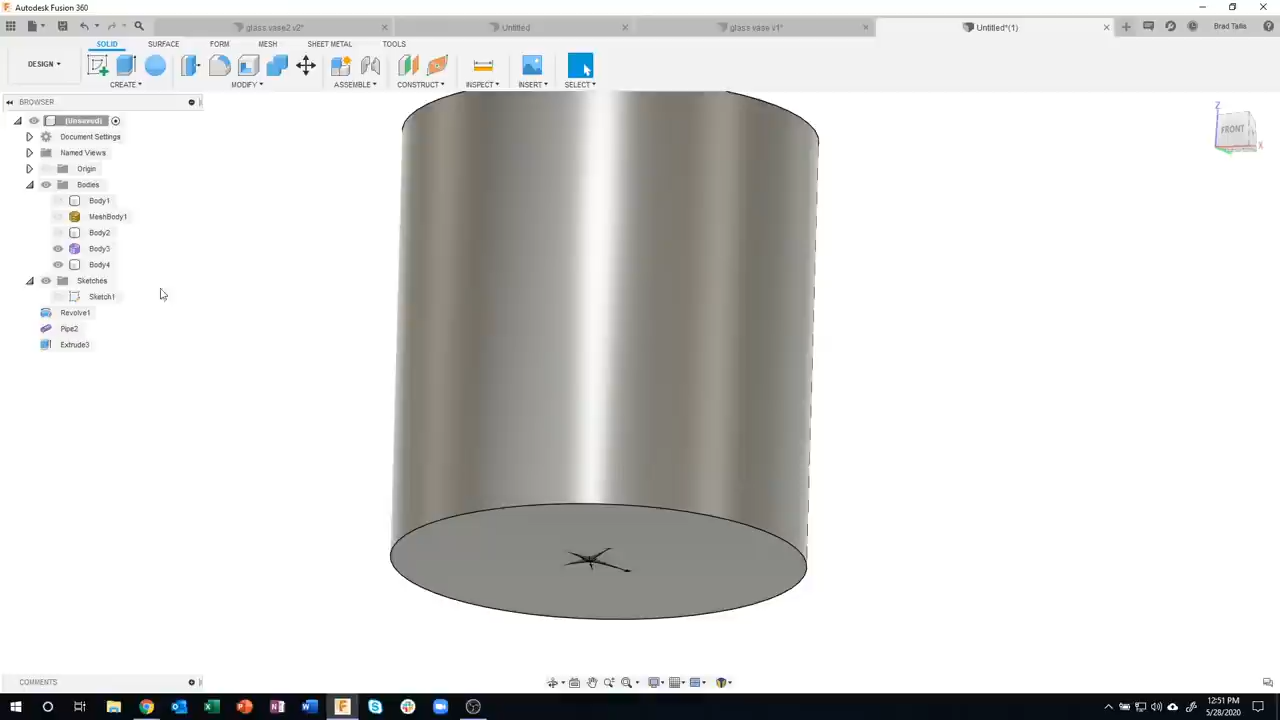 Autodesk Fusion 360
glass vase2 v2*
Untitled
glass vase v1*
Untitled*(1)
Brad Tallis
DESIGN
SOLID
SURFACE
FORM
MESH
SHEET METAL
TOOLS
CREATE
MODIFY
ASSEMBLE
CONSTRUCT
INSPECT
INSERT
SELECT
BROWSER
(Unsaved)
Document Settings
Named Views
Origin
Bodies
Body1
MeshBody1
Body2
Body3
Body4
Sketches
Sketch1
Revolve1
Pipe2
Extrude3
Z
FRONT
X
COMMENTS
12:51 PM
5/28/2020